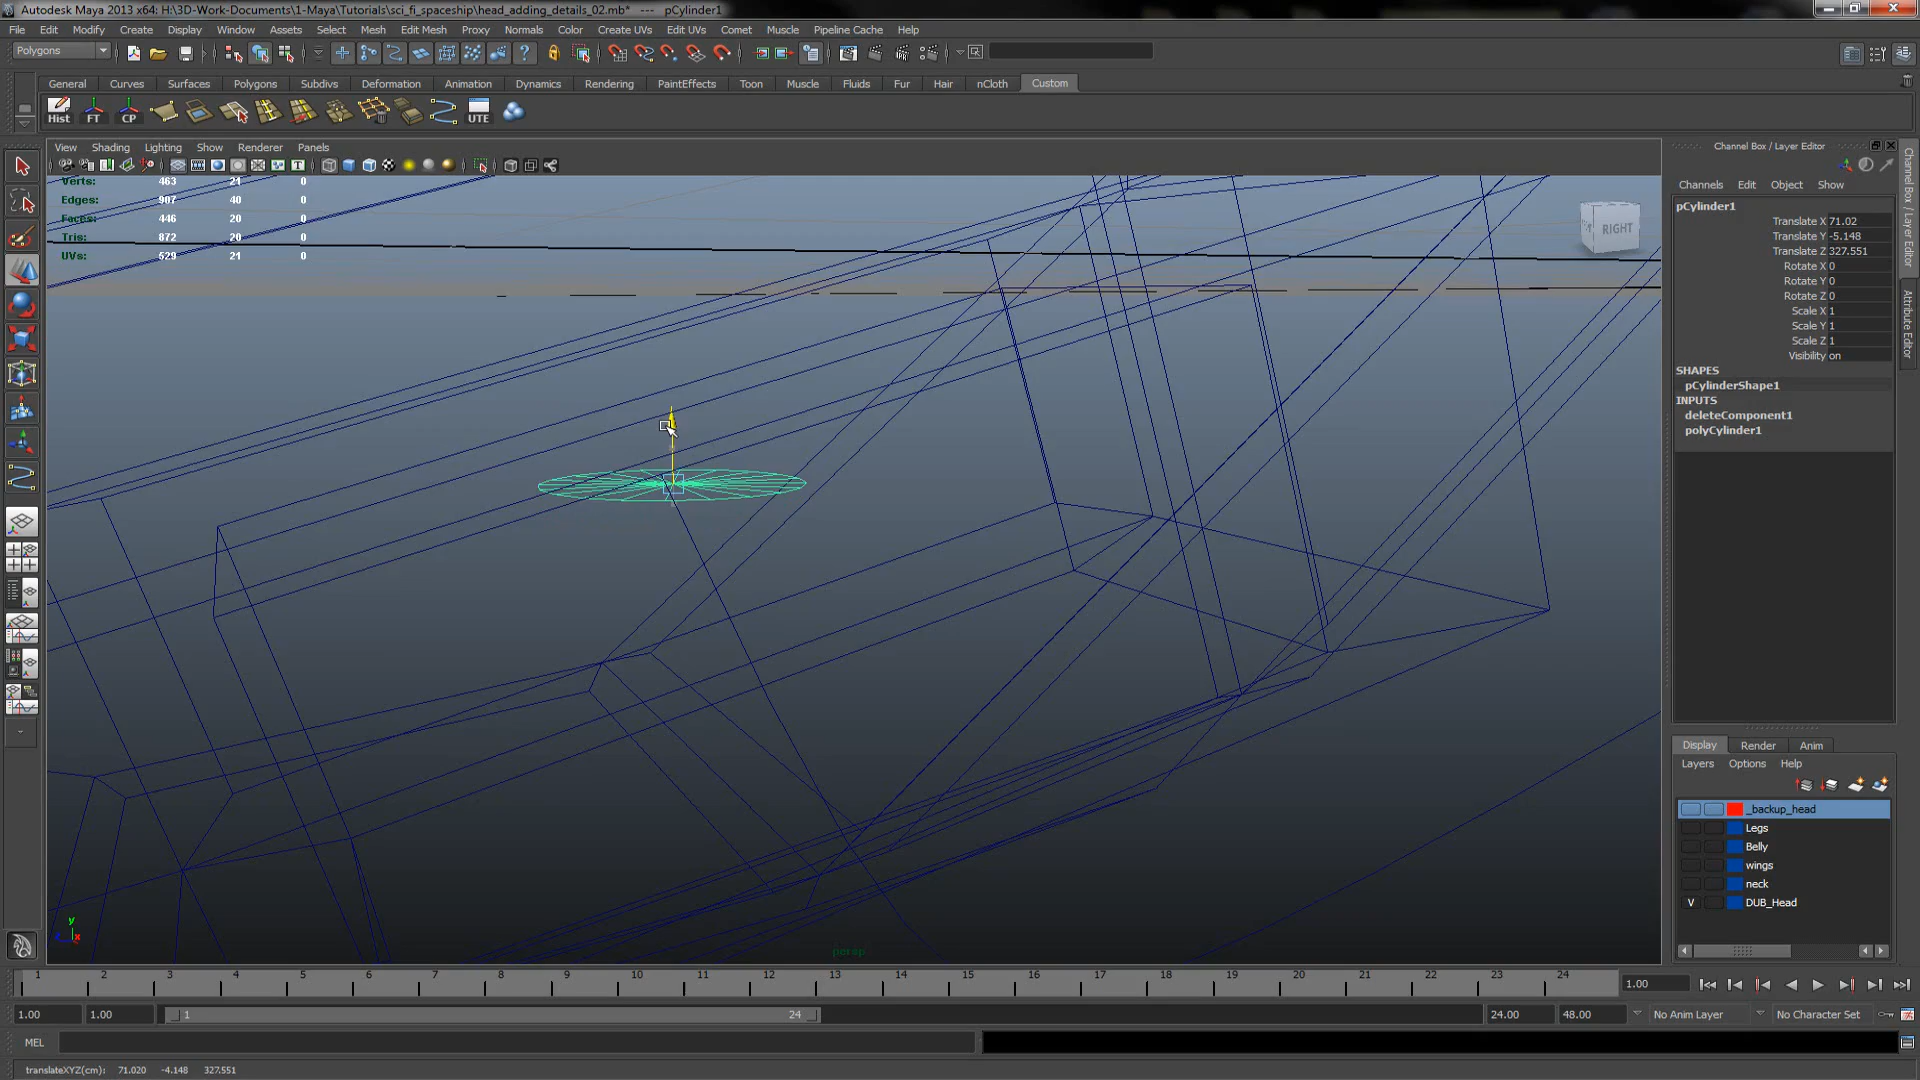 Autodesk Maya 2013 x64: H:\3D-Work-Documents\1-Maya\Tutorials\sci_fi_spaceship\head_adding_details_02.mb* --- pCylinder1
File Edit Modify Create Display Window Assets Select Mesh Edit Mesh Proxy Normals Color Create UVs Edit UVs Comet Muscle Pipeline Cache Help
Polygons
General Curves Surfaces Polygons Subdivs Deformation Animation Dynamics Rendering PaintEffects Toon Muscle Fluids Fur Hair nCloth Custom
Hist FT CP UTE
View Shading Lighting Show Renderer Panels
Verts: 463 21 0
Edges: 907 40 0
Faces: 446 20 0
Tris: 872 20 0
UVs: 529 21 0
RIGHT
persp
y
x
Channel Box / Layer Editor
Channels Edit Object Show
pCylinder1
Translate X 71.02
Translate Y -5.148
Translate Z 327.551
Rotate X 0
Rotate Y 0
Rotate Z 0
Scale X 1
Scale Y 1
Scale Z 1
Visibility on
SHAPES
pCylinderShape1
INPUTS
deleteComponent1
polyCylinder1
Channel Box / Layer Editor
Attribute Editor
Display Render Anim
Layers Options Help
_backup_head
Legs
Belly
wings
neck
V DUB_Head
1 2 3 4 5 6 7 8 9 10 11 12 13 14 15 16 17 18 19 20 21 22 23 24 1.00
1.00 1.00 1 24 24.00 48.00 No Anim Layer No Character Set
MEL
translateXYZ(cm): 71.020 -4.148 327.551